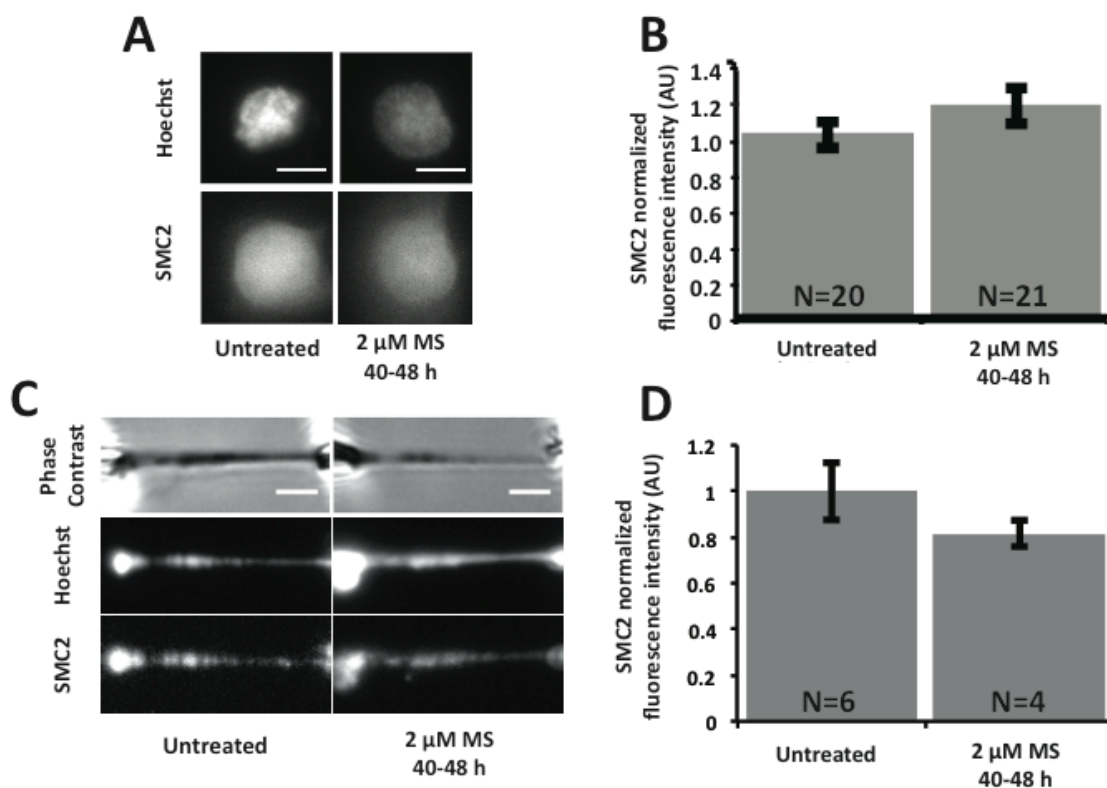 A
Hoechst
SMC2
Untreated
2 μM MS
40-48 h
B
SMC2 normalized
fluorescence intensity (AU)
1.4
1.2
1.0
0.8
0.6
0.4
0.2
0
N=20
N=21
Untreated
2 μM MS
40-48 h
C
Phase
Contrast
Hoechst
SMC2
Untreated
2 μM MS
40-48 h
D
SMC2 normalized
fluorescence intensity (AU)
1.2
1
0.8
0.6
0.4
0.2
0
N=6
N=4
Untreated
2 μM MS
40-48 h